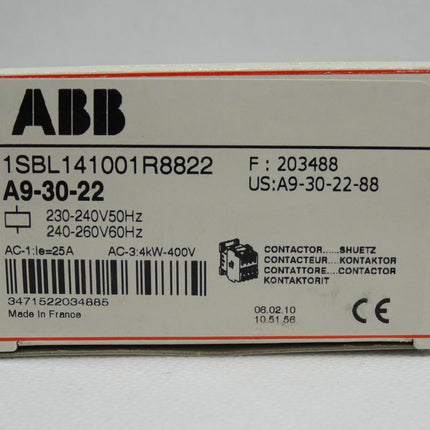 ABB
1SBL141001R8822
F: 203488
A9-30-22
US:A9-30-22-88
230-240V50Hz
240-260V60Hz
AC-1:Ie=25A AC-3:4kW-400V
CONTACTOR.....SHUETZ
CONTACTEUR....KONTAKTOR
CONTATTORE....CONTACTOR
KONTAKTORIT
3471522034885
Made in France
06.02.10
10.51.56
CE